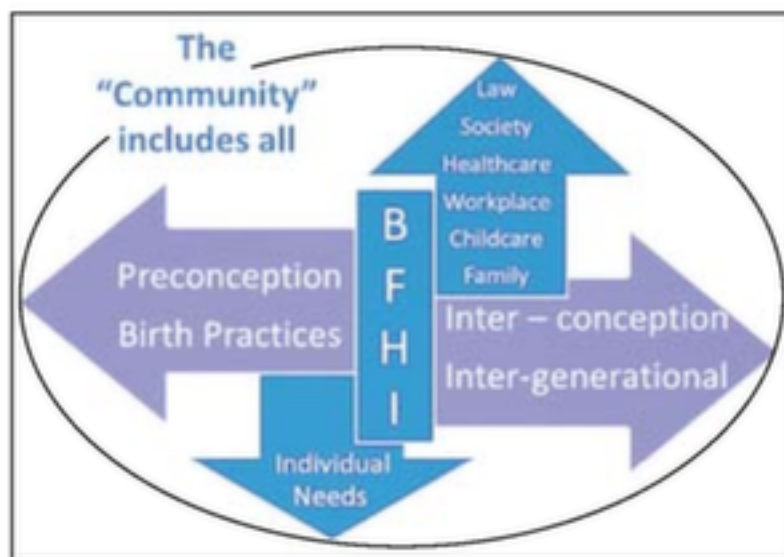 The
“Community”
includes all
Law
Society
Healthcare
Workplace
Childcare
Family
Preconception
Birth Practices
B
F
H
I
Inter – conception
Inter-generational
Individual
Needs